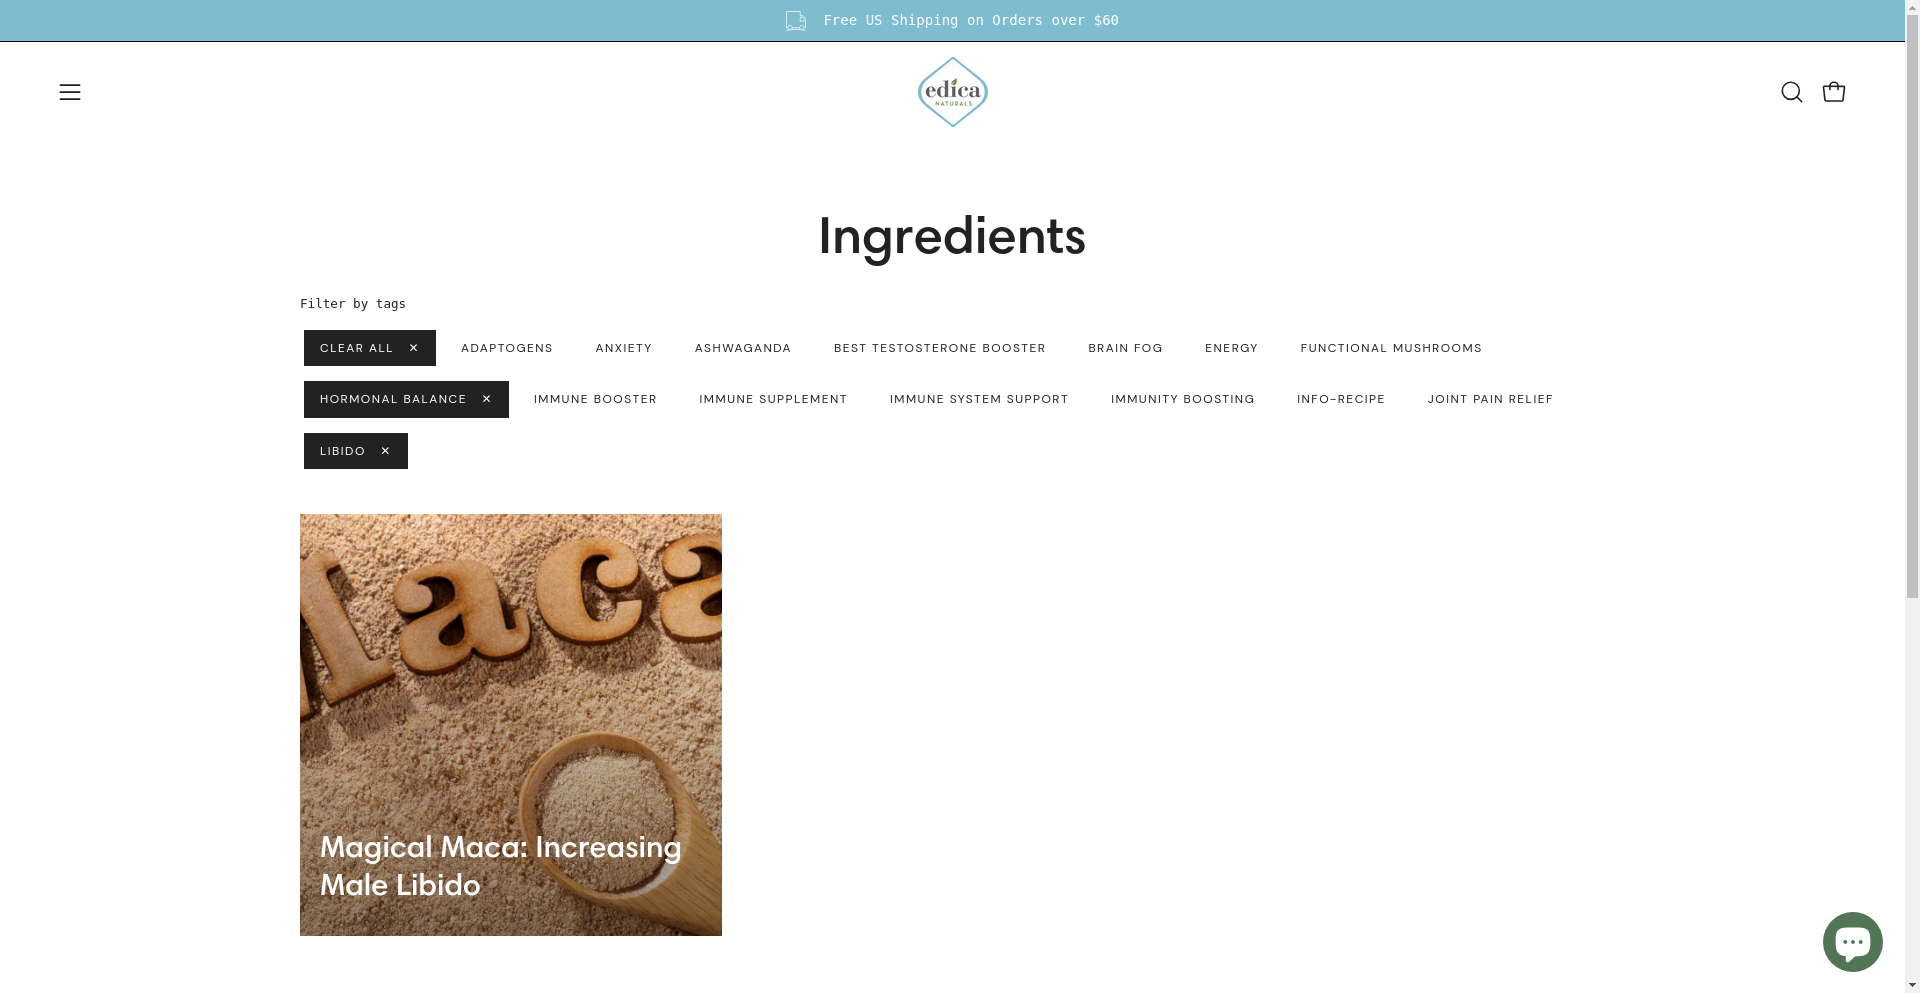 Free US Shipping on Orders over $60
edica
NATURALS
Ingredients
Filter by tags
CLEAR ALL ✕ ADAPTOGENS ANXIETY ASHWAGANDA BEST TESTOSTERONE BOOSTER BRAIN FOG ENERGY FUNCTIONAL MUSHROOMS
HORMONAL BALANCE ✕ IMMUNE BOOSTER IMMUNE SUPPLEMENT IMMUNE SYSTEM SUPPORT IMMUNITY BOOSTING INFO-RECIPE JOINT PAIN RELIEF
LIBIDO ✕
Maca
Magical Maca: Increasing
Male Libido